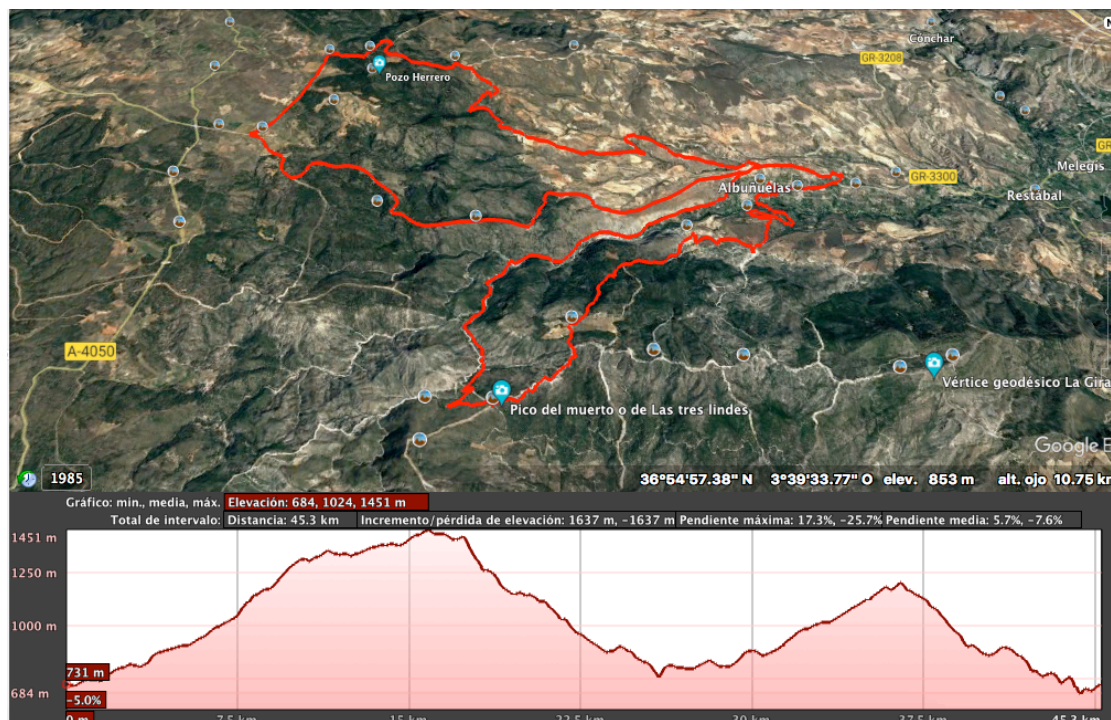 Cónchar
GR-3208
Pozo Herrero
Melegís
GR-3300
Albuñuelas
Restábal
A-4050
Vértice geodésico La Gira
Pico del muerto o de Las tres lindes
Google E
1985
36°54'57.38" N 3°39'33.77" O elev. 853 m alt. ojo 10.75 km
Gráfico: mín., media, máx. Elevación: 684, 1024, 1451 m
Total de intervalo: Distancia: 45.3 km Incremento/pérdida de elevación: 1637 m, -1637 m Pendiente máxima: 17.3%, -25.7% Pendiente media: 5.7%, -7.6%
1451 m
1250 m
1000 m
731 m
684 m
-5.0%
0 m 7.5 km 15 km 22.5 km 30 km 37.5 km 45.3 km